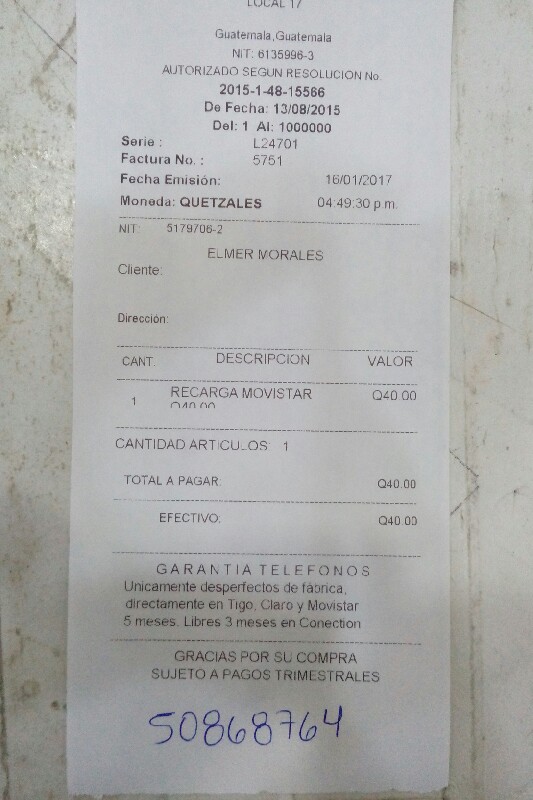 LOCAL 17
Guatemala,Guatemala
NIT: 6135996-3
AUTORIZADO SEGUN RESOLUCION No.
2015-1-48-15566
De Fecha: 13/08/2015
Del: 1 Al: 1000000
Serie : L24701
Factura No. : 5751
Fecha Emisión: 16/01/2017
Moneda: QUETZALES 04:49:30 p.m.
NIT: 5179706-2
ELMER MORALES
Cliente:
Dirección:
CANT. DESCRIPCION VALOR
1 RECARGA MOVISTAR Q40.00
Q40.00
CANTIDAD ARTICULOS: 1
TOTAL A PAGAR: Q40.00
EFECTIVO: Q40.00
GARANTIA TELEFONOS
Unicamente desperfectos de fábrica,
directamente en Tigo, Claro y Movistar
5 meses. Libres 3 meses en Conection
GRACIAS POR SU COMPRA
SUJETO A PAGOS TRIMESTRALES
50868764